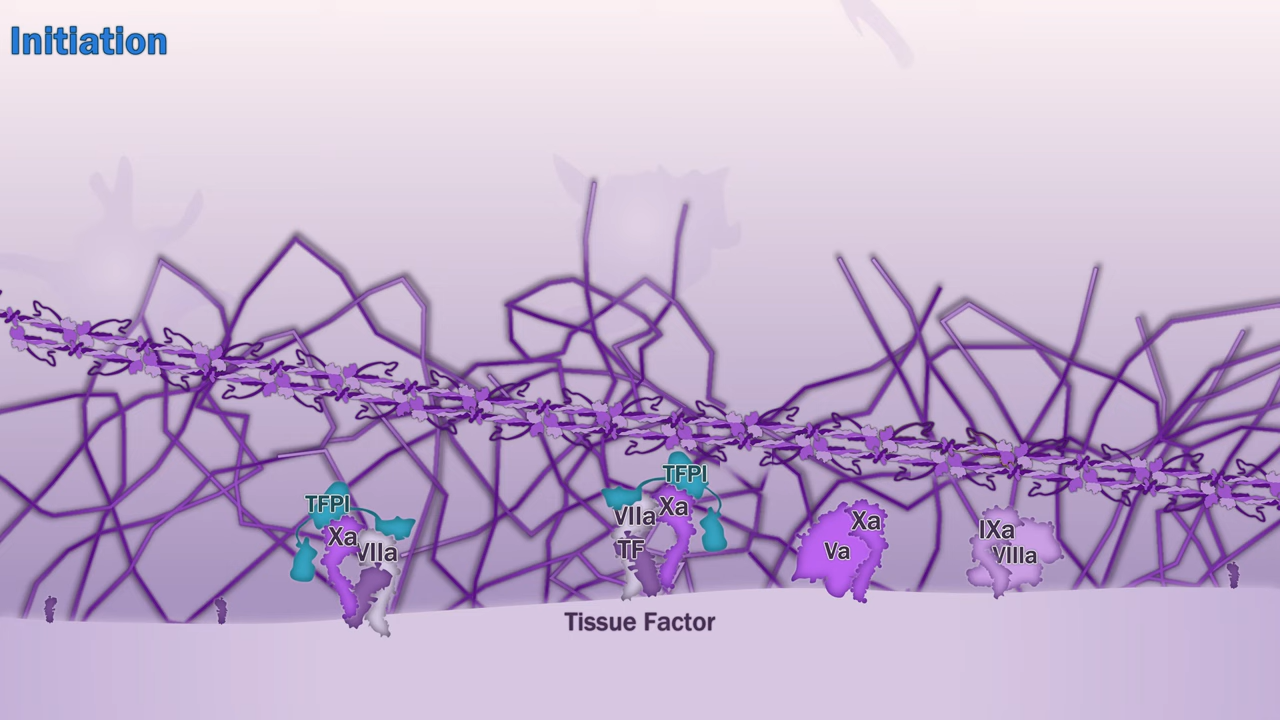 Initiation
TFPI
Xa
VIIa
TFPI
VIIa
Xa
TF
Xa
Va
IXa
VIIIa
Tissue Factor